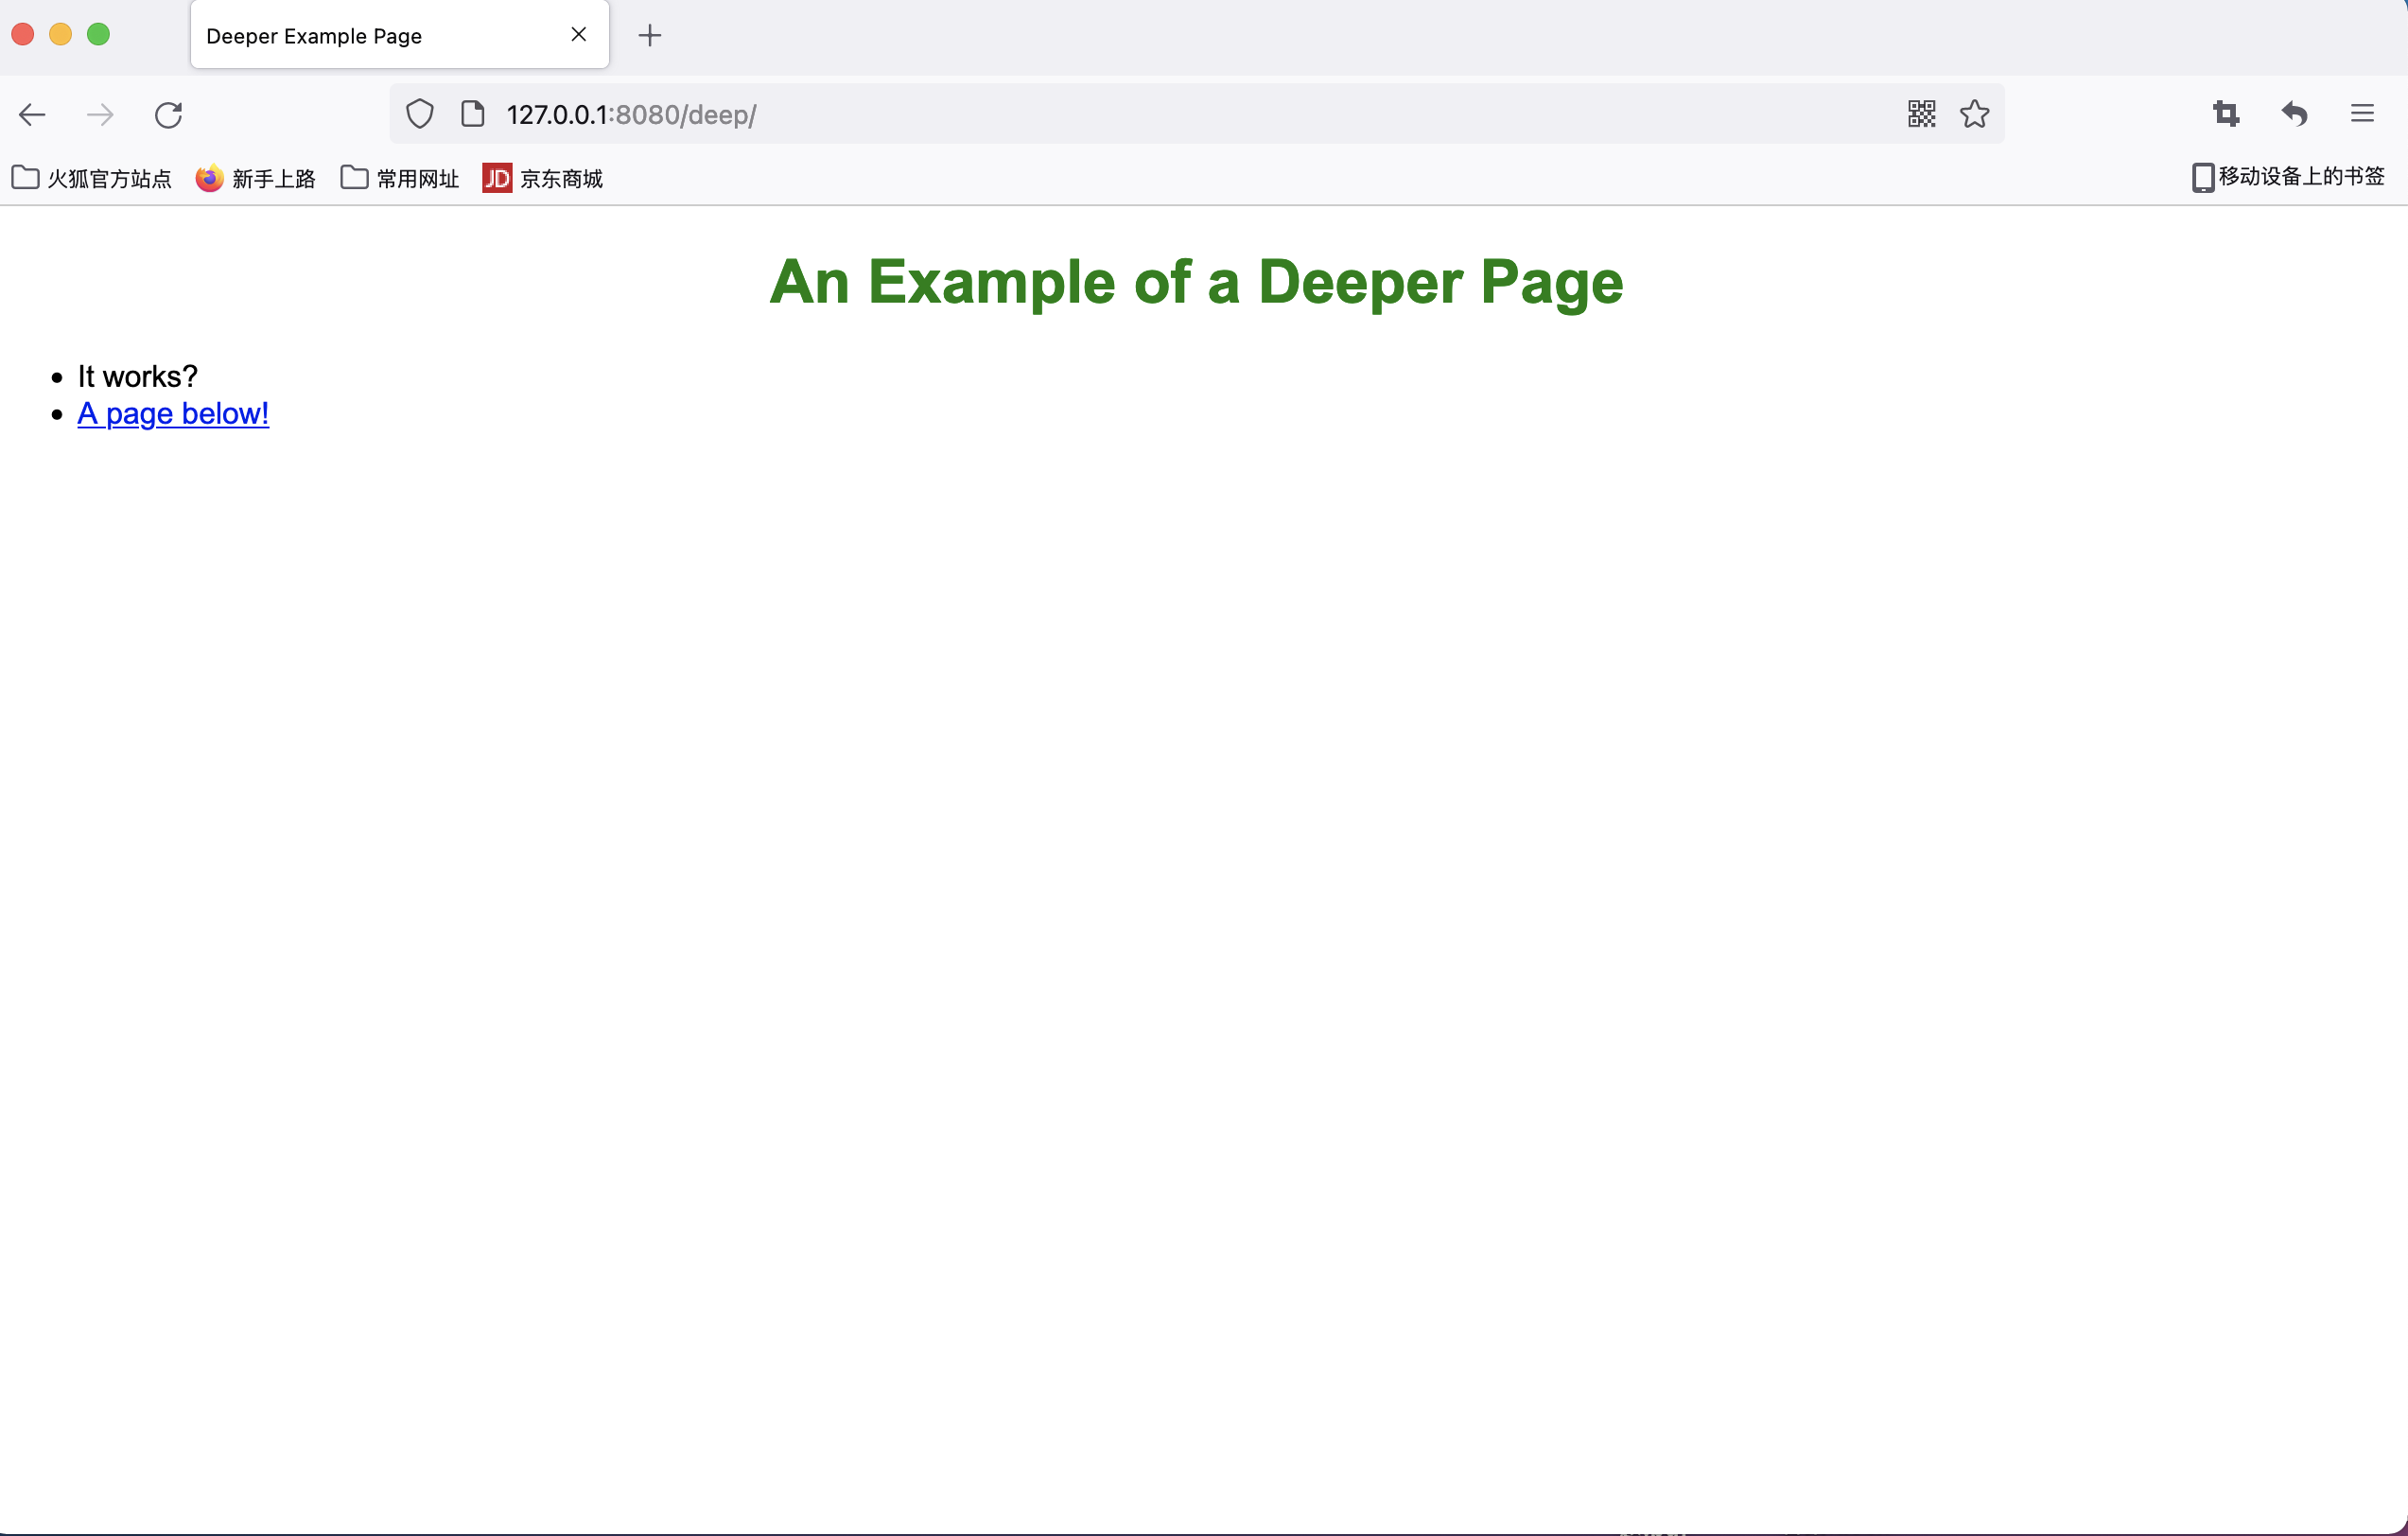 Deeper Example Page
127.0.0.1:8080/deep/
火狐官方站点 新手上路 常用网址 JD 京东商城 移动设备上的书签
An Example of a Deeper Page
It works?
A page below!